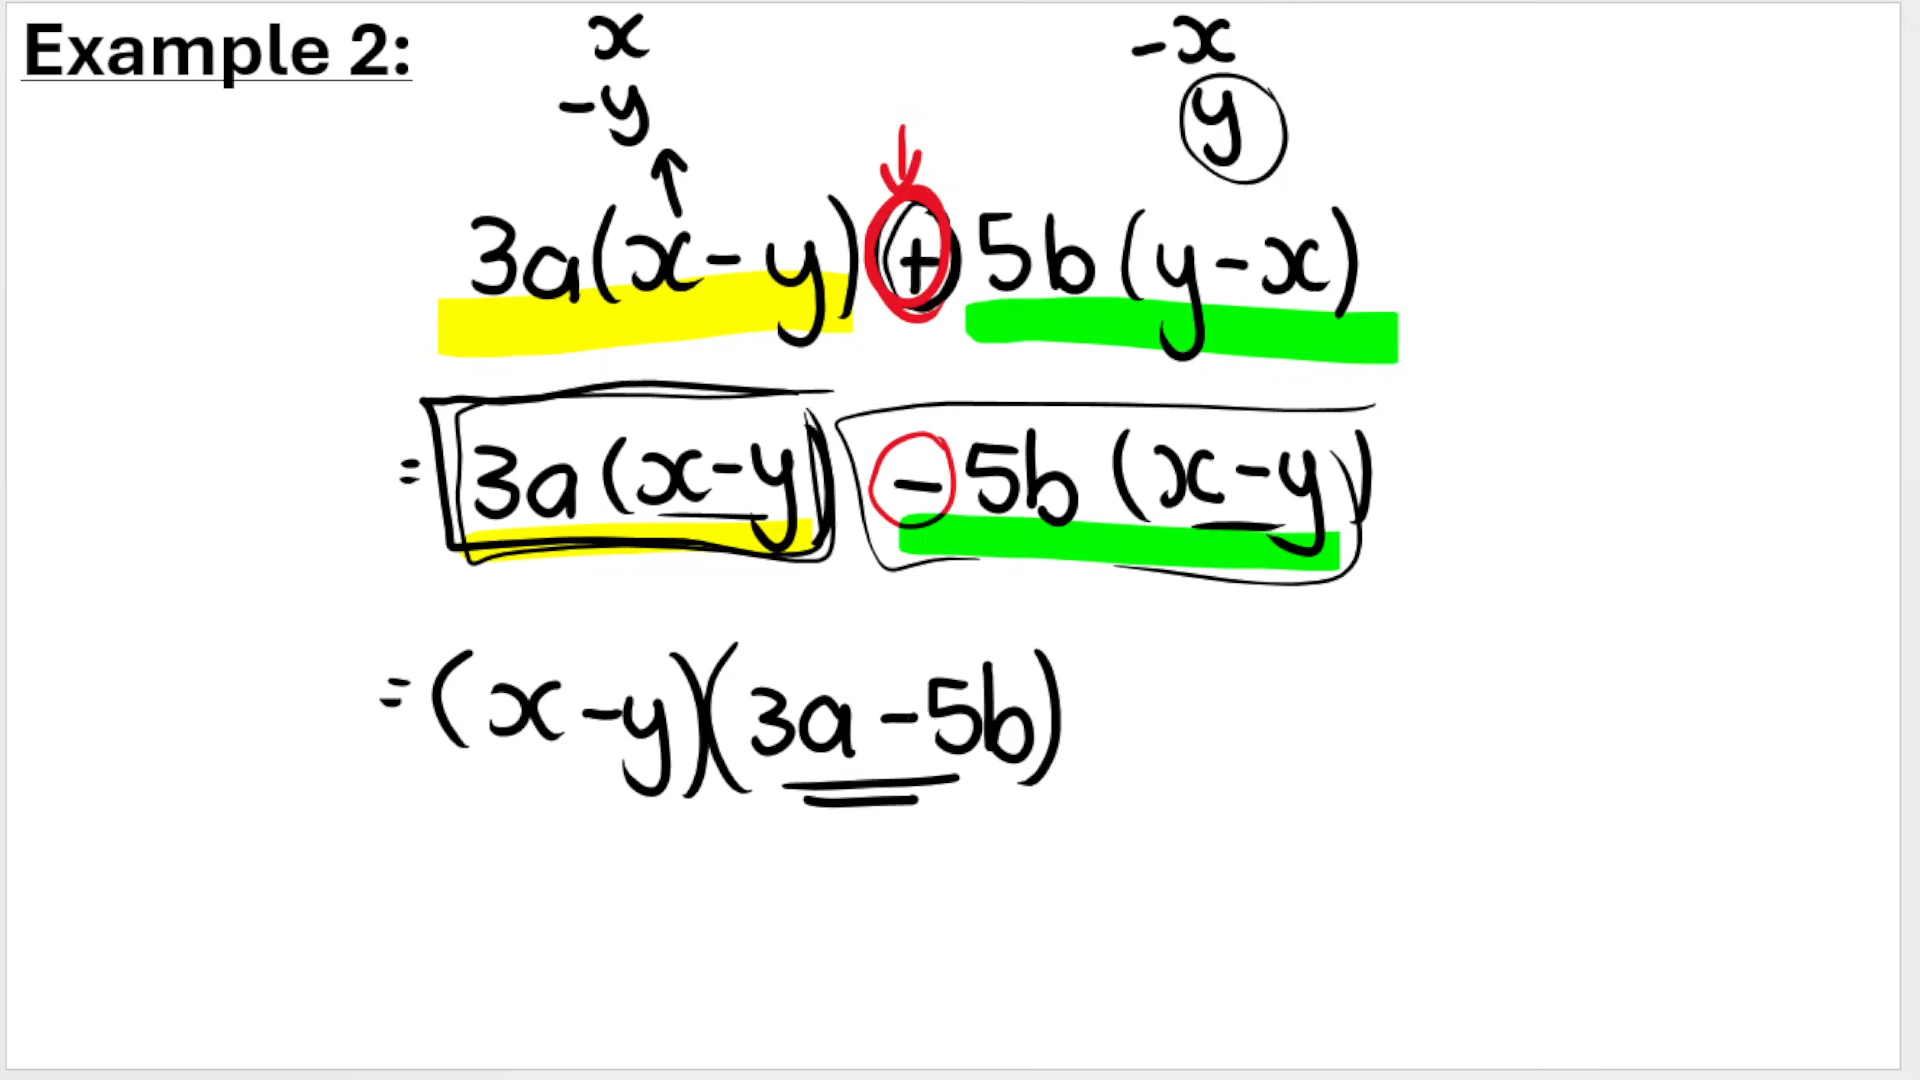 Example 2:
x
-y
-x
y
3a(x-y) + 5b(y-x)
= 3a(x-y) - 5b(x-y)
= (x-y)(3a-5b)